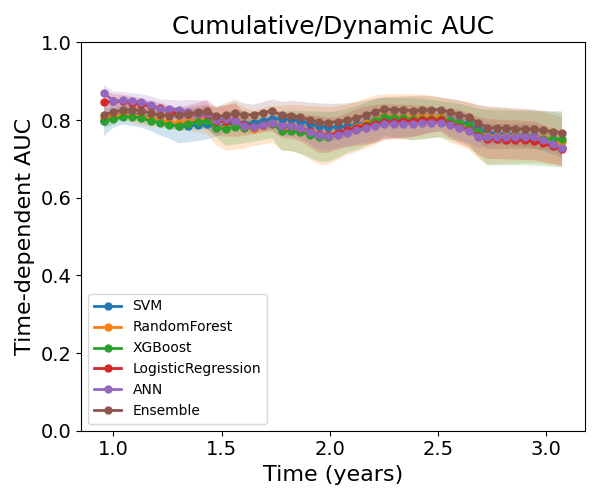 Cumulative/Dynamic AUC
Time-dependent AUC
1.0
0.8
0.6
0.4
0.2
0.0
SVM
RandomForest
XGBoost
LogisticRegression
ANN
Ensemble
1.0 1.5 2.0 2.5 3.0
Time (years)